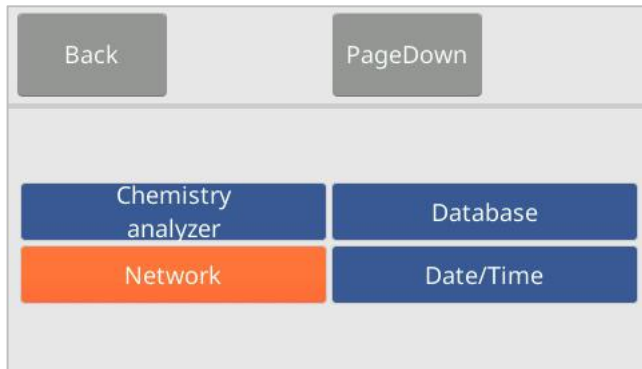 Back
PageDown
Chemistry
analyzer
Database
Network
Date/Time